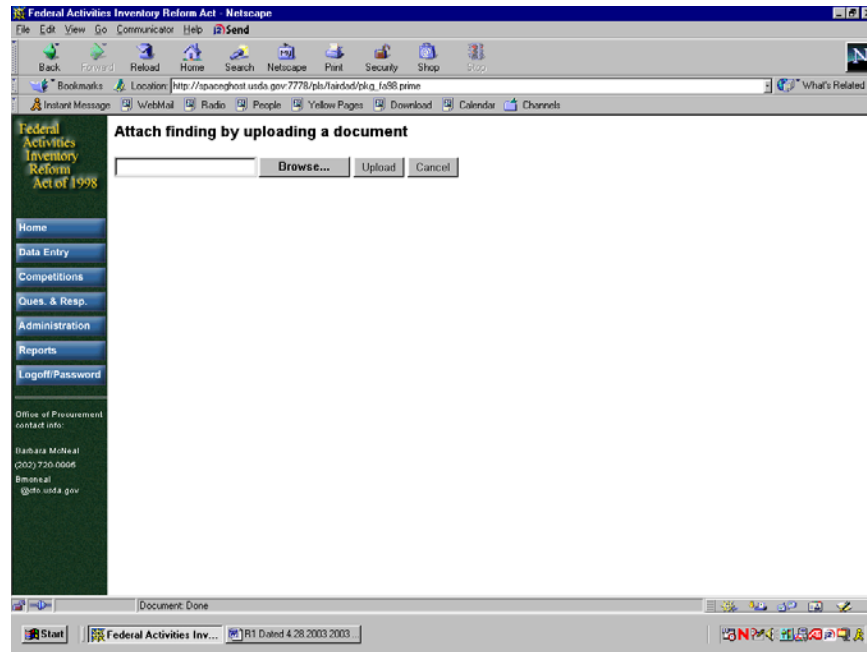 Federal Activities Inventory Reform Act - Netscape
File Edit View Go Communicator Help Send
Back Forward Reload Home Search Netscape Print Security Shop Stop
Bookmarks Location: http://spaceghost.usda.gov:7778/pls/fairdad/pkg_fa98.prime What's Related
Instant Message WebMail Radio People Yellow Pages Download Calendar Channels
Federal
Activities
Inventory
Reform
Act of 1998
Attach finding by uploading a document
Browse... Upload Cancel
Home
Data Entry
Competitions
Ques. & Resp.
Administration
Reports
Logoff/Password
Office of Procurement
contact info:
Barbara McNeal
(202) 720-0006
Bmcneal
@cfo.usda.gov
Document: Done
Start Federal Activities Inv... R1 Dated 4.28.2003 2003 ...